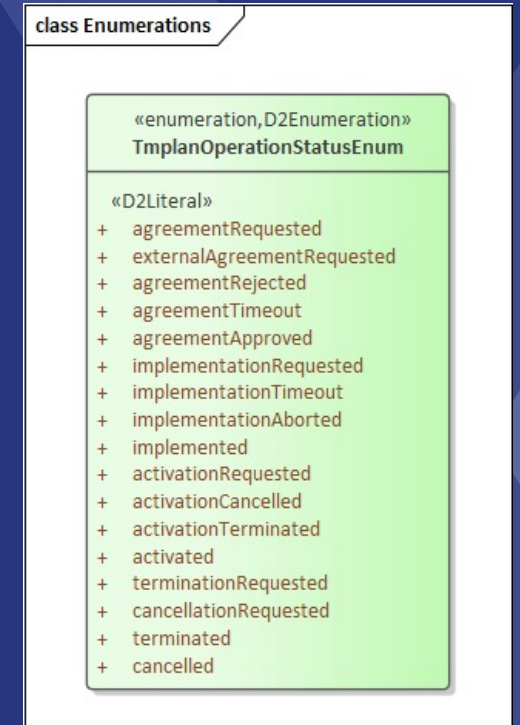 class Enumerations
«enumeration,D2Enumeration»
TmplanOperationStatusEnum
«D2Literal»
+ agreementRequested
+ externalAgreementRequested
+ agreementRejected
+ agreementTimeout
+ agreementApproved
+ implementationRequested
+ implementationTimeout
+ implementationAborted
+ implemented
+ activationRequested
+ activationCancelled
+ activationTerminated
+ activated
+ terminationRequested
+ cancellationRequested
+ terminated
+ cancelled